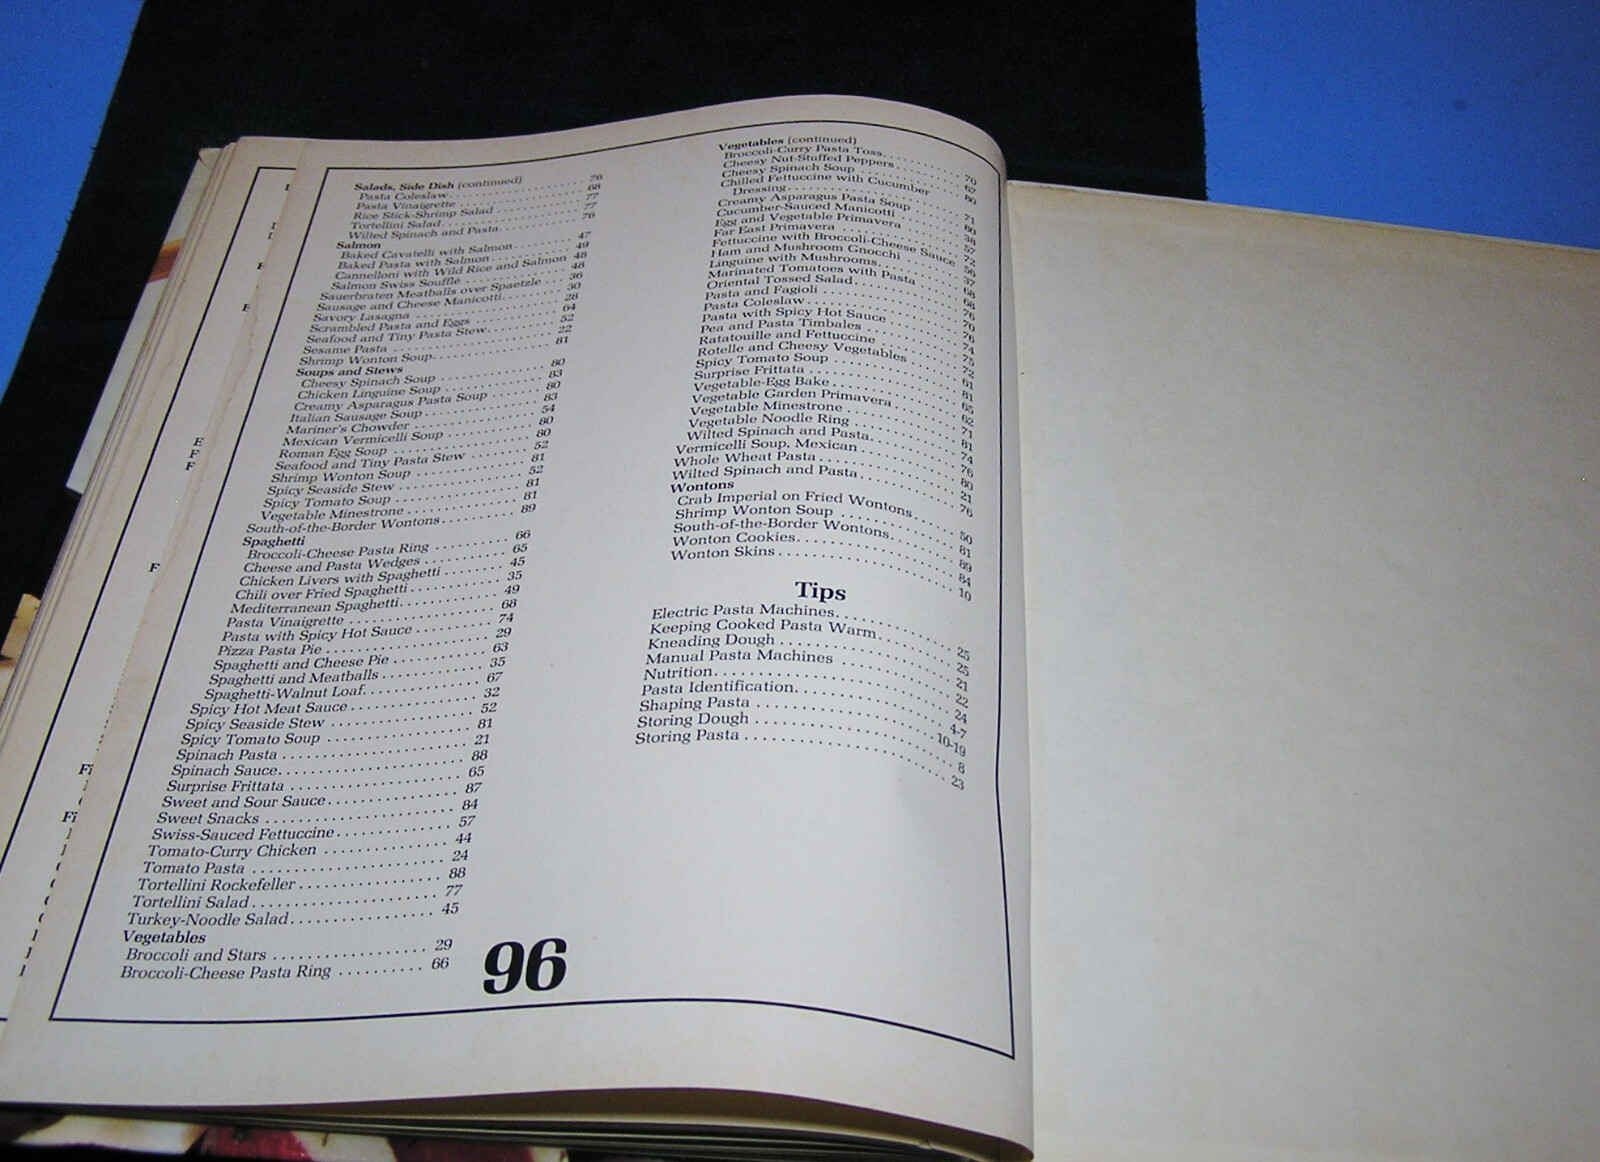 Salads, Side Dish (continued)
Pasta Coleslaw 76
Pasta Vinaigrette 68
Rice Stick-Shrimp Salad 77
Tortellini Salad 77
Wilted Spinach and Pasta 76
Salmon
Baked Cavatelli with Salmon 47
Baked Pasta with Salmon 49
Cannelloni with Wild Rice and Salmon 48
Salmon Swiss Soufflé 48
Sauerbraten Meatballs over Spaetzle 36
Sausage and Cheese Manicotti 30
Savory Lasagna 28
Scrambled Pasta and Eggs 64
Seafood and Tiny Pasta Stew 52
Sesame Pasta 22
Shrimp Wonton Soup 81
Soups and Stews
Cheesy Spinach Soup 80
Chicken Linguine Soup 83
Creamy Asparagus Pasta Soup 80
Italian Sausage Soup 83
Mariner's Chowder 54
Mexican Vermicelli Soup 80
Roman Egg Soup 80
Seafood and Tiny Pasta Stew 52
Shrimp Wonton Soup 81
Spicy Seaside Stew 52
Spicy Tomato Soup 81
Vegetable Minestrone 81
South-of-the-Border Wontons 89
Spaghetti
Broccoli-Cheese Pasta Ring 66
Cheese and Pasta Wedges 65
Chicken Livers with Spaghetti 45
Chili over Fried Spaghetti 35
Mediterranean Spaghetti 49
Pasta Vinaigrette 68
Pasta with Spicy Hot Sauce 74
Pizza Pasta Pie 29
Spaghetti and Cheese Pie 63
Spaghetti and Meatballs 35
Spaghetti-Walnut Loaf 67
Spicy Hot Meat Sauce 32
Spicy Seaside Stew 52
Spicy Tomato Soup 81
Spinach Pasta 21
Spinach Sauce 88
Surprise Frittata 65
Sweet and Sour Sauce 87
Sweet Snacks 84
Swiss-Sauced Fettuccine 57
Tomato-Curry Chicken 44
Tomato Pasta 24
Tortellini Rockefeller 88
Tortellini Salad 77
Turkey-Noodle Salad 45
Vegetables
Broccoli and Stars 29
Broccoli-Cheese Pasta Ring 66
96
Vegetables (continued)
Broccoli-Curry Pasta Toss 70
Cheesy Nut-Stuffed Peppers 67
Cheesy Spinach Soup 80
Chilled Fettuccine with Cucumber
Dressing 71
Creamy Asparagus Pasta Soup 80
Cucumber-Sauced Manicotti 38
Egg and Vegetable Primavera
Far East Primavera 72
Fettuccine with Broccoli-Cheese Sauce 56
Ham and Mushroom Gnocchi 37
Linguine with Mushrooms 68
Marinated Tomatoes with Pasta 68
Oriental Tossed Salad 76
Pasta and Fagioli 70
Pasta Coleslaw 76
Pasta with Spicy Hot Sauce 74
Pea and Pasta Timbales 75
Ratatouille and Fettuccine 72
Rotelle and Cheesy Vegetables 61
Spicy Tomato Soup 81
Surprise Frittata 65
Vegetable-Egg Bake 62
Vegetable Garden Primavera 71
Vegetable Minestrone 81
Vegetable Noodle Ring 74
Wilted Spinach and Pasta 76
Vermicelli Soup, Mexican 80
Whole Wheat Pasta 21
Wilted Spinach and Pasta 76
Wontons
Crab Imperial on Fried Wontons 50
Shrimp Wonton Soup 81
South-of-the-Border Wontons 89
Wonton Cookies 84
Wonton Skins 10
Tips
Electric Pasta Machines 25
Keeping Cooked Pasta Warm 25
Kneading Dough 21
Manual Pasta Machines 22
Nutrition 24
Pasta Identification 4-7
Shaping Pasta 10-19
Storing Dough 8
Storing Pasta 23